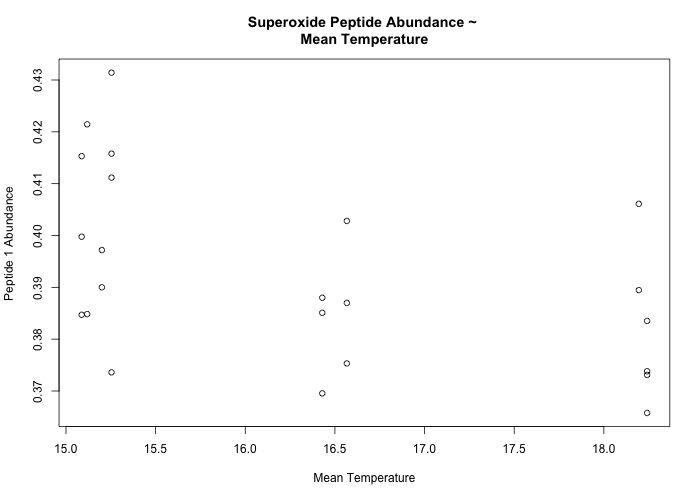 Superoxide Peptide Abundance ~
Mean Temperature
Peptide 1 Abundance
0.43
0.42
0.41
0.40
0.39
0.38
0.37
15.0 15.5 16.0 16.5 17.0 17.5 18.0
Mean Temperature